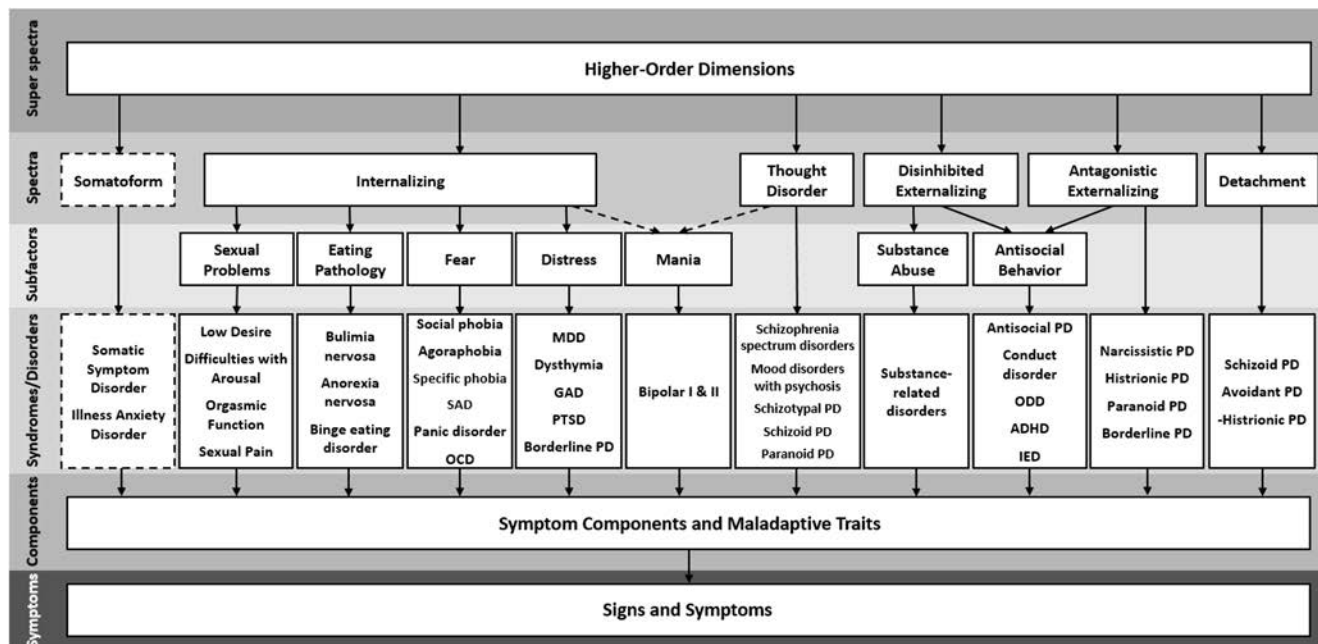 Super spectra
Higher-Order Dimensions
Spectra
Somatoform
Internalizing
Thought
Disorder
Disinhibited
Externalizing
Antagonistic
Externalizing
Detachment
Subfactors
Sexual
Problems
Eating
Pathology
Fear
Distress
Mania
Substance
Abuse
Antisocial
Behavior
Syndromes/Disorders
Somatic
Symptom
Disorder
Illness Anxiety
Disorder
Low Desire
Difficulties with
Arousal
Orgasmic
Function
Sexual Pain
Bulimia
nervosa
Anorexia
nervosa
Binge eating
disorder
Social phobia
Agoraphobia
Specific phobia
SAD
Panic disorder
OCD
MDD
Dysthymia
GAD
PTSD
Borderline PD
Bipolar I & II
Schizophrenia
spectrum disorders
Mood disorders
with psychosis
Schizotypal PD
Schizoid PD
Paranoid PD
Substance-
related
disorders
Antisocial PD
Conduct
disorder
ODD
ADHD
IED
Narcissistic PD
Histrionic PD
Paranoid PD
Borderline PD
Schizoid PD
Avoidant PD
-Histrionic PD
Components
Symptom Components and Maladaptive Traits
Symptoms
Signs and Symptoms